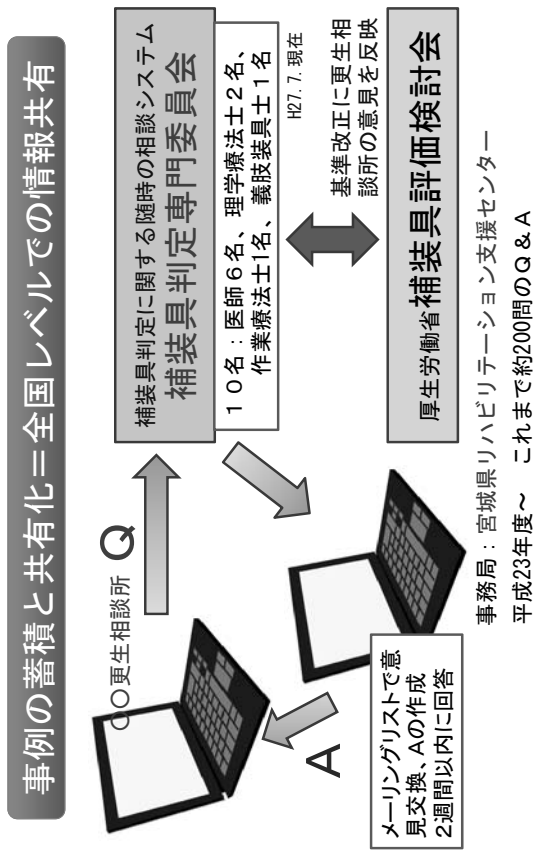 事例の蓄積と共有化＝全国レベルでの情報共有
〇〇更生相談所
Q
補装具判定に関する随時の相談システム
補装具判定専門委員会
１０名：医師６名、理学療法士２名、
作業療法士1名、義肢装具士１名
H27.7.現在
A
メーリングリストで意
見交換、Aの作成
2週間以内に回答
基準改正に更生相
談所の意見を反映
厚生労働省補装具評価検討会
事務局：宮城県リハビリテーション支援センター
平成23年度～　これまで約200問のQ＆A